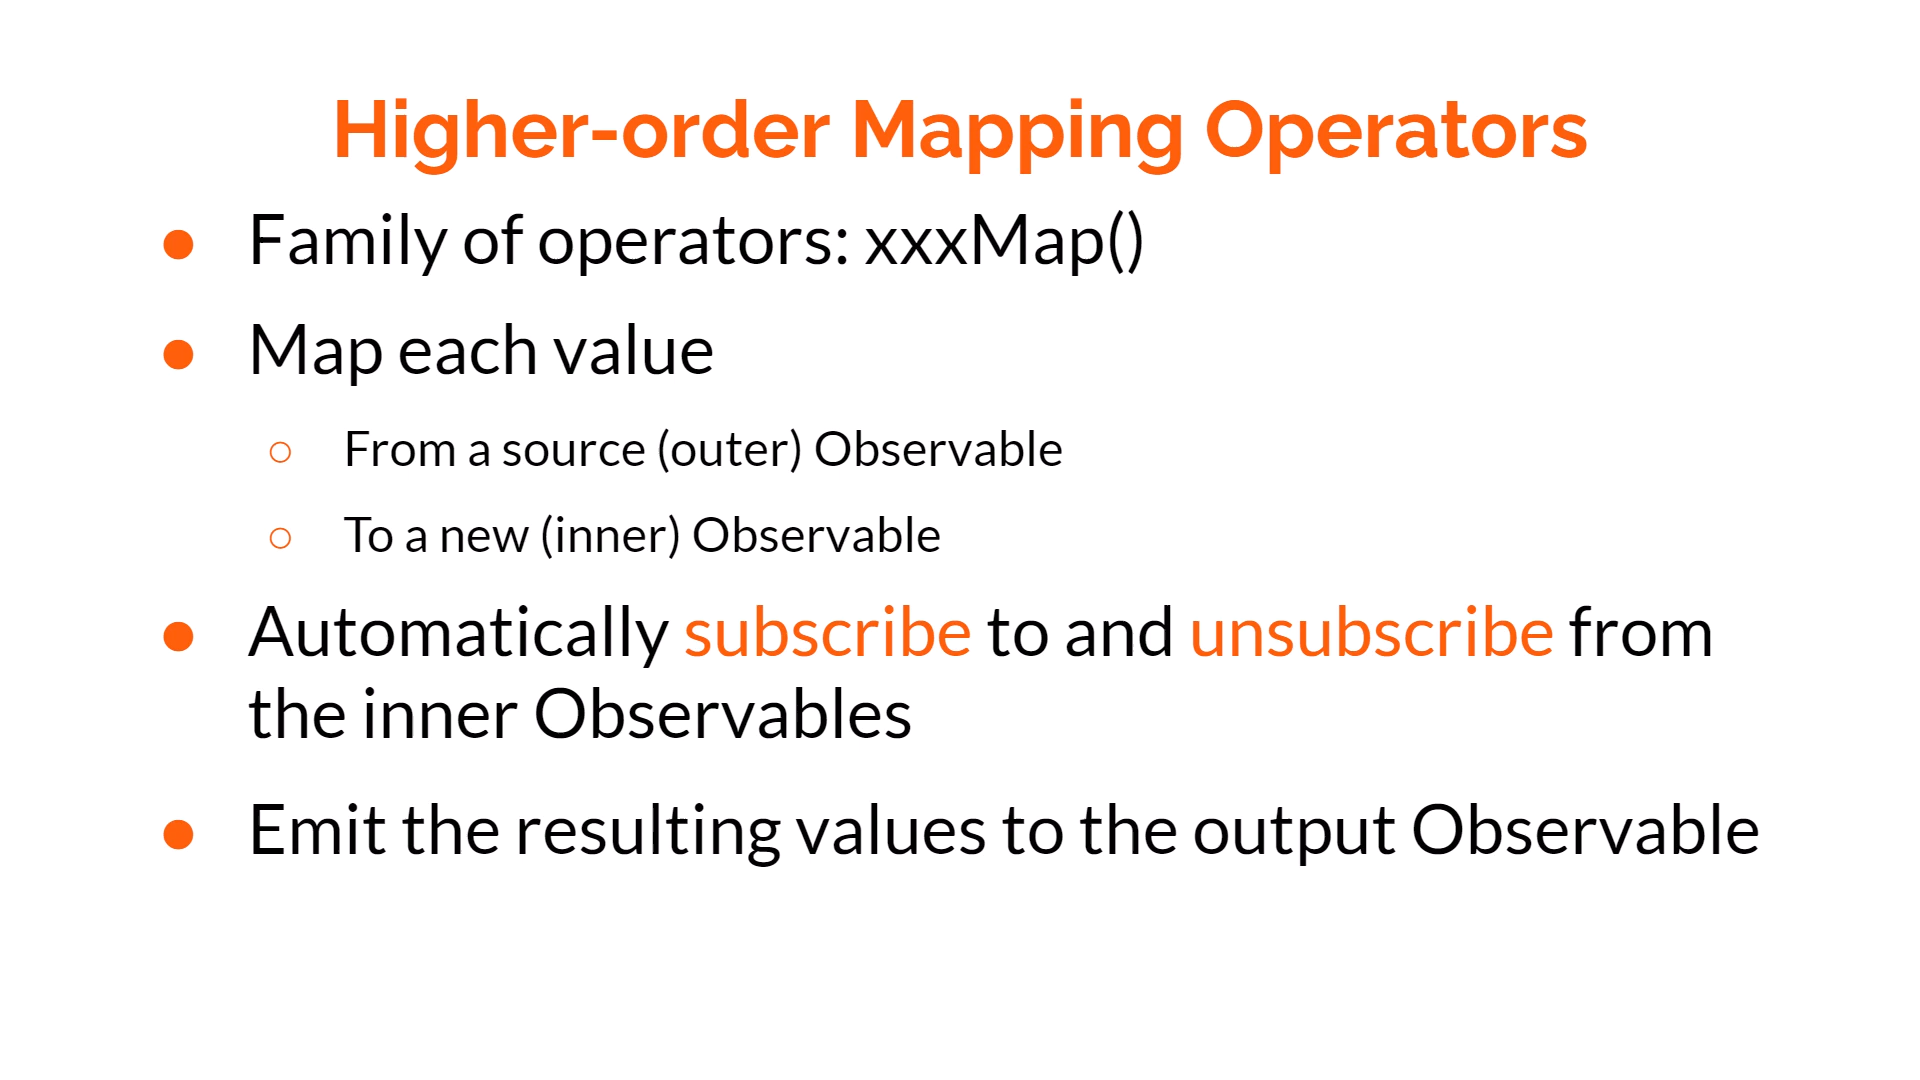 Higher-order Mapping Operators
● Family of operators: xxxMap()
● Map each value
○ From a source (outer) Observable
○ To a new (inner) Observable
● Automatically subscribe to and unsubscribe from
the inner Observables
● Emit the resulting values to the output Observable